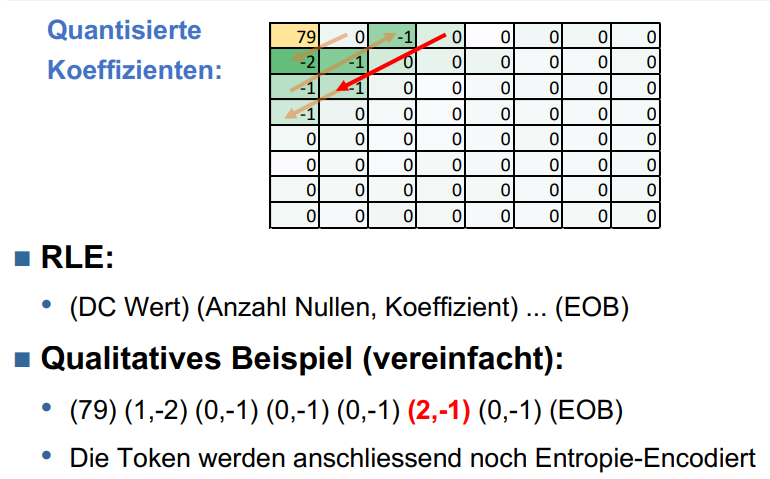 Quantisierte
Koeffizienten:
79 0 -1 0 0 0 0 0
-2 -1 0 0 0 0 0 0
-1 -1 0 0 0 0 0 0
-1 0 0 0 0 0 0 0
0 0 0 0 0 0 0 0
0 0 0 0 0 0 0 0
0 0 0 0 0 0 0 0
0 0 0 0 0 0 0 0
RLE:
(DC Wert) (Anzahl Nullen, Koeffizient) ... (EOB)
Qualitatives Beispiel (vereinfacht):
(79) (1,-2) (0,-1) (0,-1) (0,-1) (2,-1) (0,-1) (EOB)
Die Token werden anschliessend noch Entropie-Encodiert